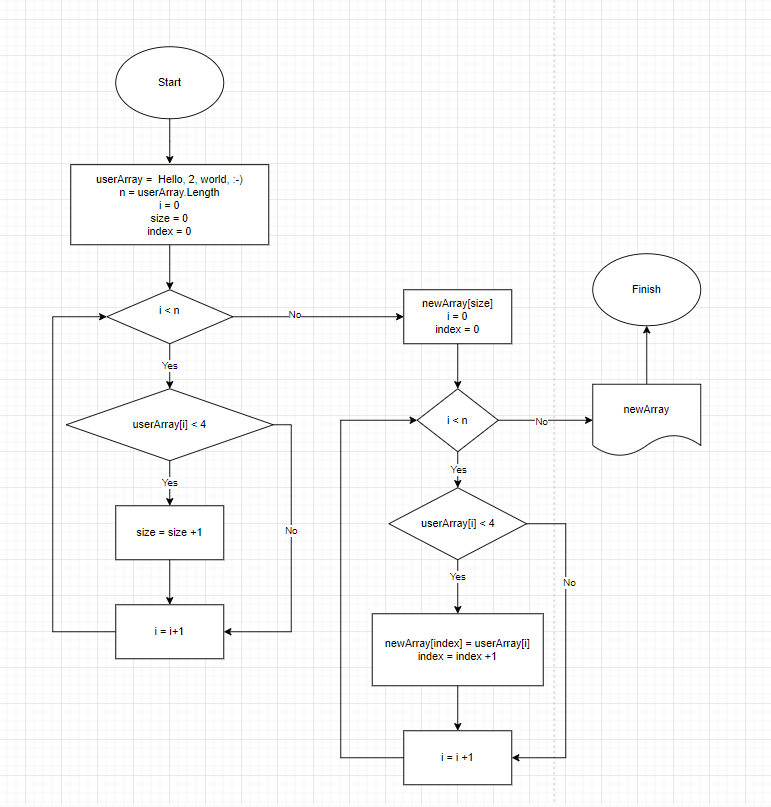 Start
userArray =  Hello, 2, world, :-)
n = userArray.Length
i = 0
size = 0
index = 0
i < n
No
Yes
userArray[i] < 4
Yes
No
size = size +1
i = i+1
newArray[size]
i = 0
index = 0
i < n
No
Yes
userArray[i] < 4
Yes
No
newArray[index] = userArray[i]
index = index +1
i = i +1
newArray
Finish